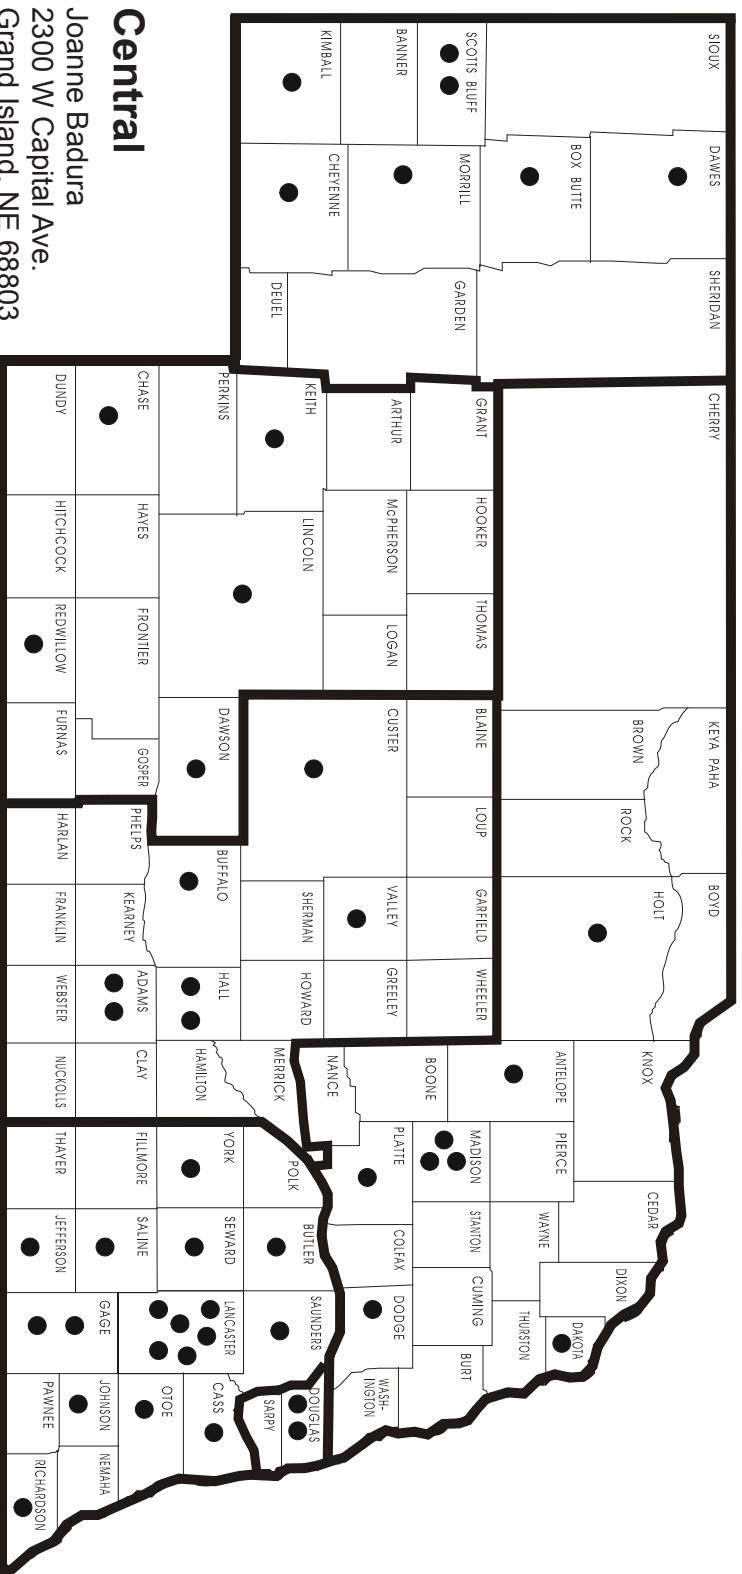 SIOUX
DAWES
SHERIDAN
CHERRY
KEYA PAHA
BOYD
BOX BUTTE
BROWN
ROCK
HOLT
KNOX
CEDAR
DIXON
SCOTTS BLUFF
BANNER
KIMBALL
MORRILL
CHEYENNE
GARDEN
DEUEL
GRANT
HOOKER
THOMAS
BLAINE
LOUP
GARFIELD
WHEELER
ANTELOPE
PIERCE
WAYNE
THURSTON
DAKOTA
ARTHUR
McPHERSON
LOGAN
CUSTER
VALLEY
GREELEY
BOONE
MADISON
STANTON
CUMING
BURT
KEITH
LINCOLN
SHERMAN
HOWARD
NANCE
PLATTE
COLFAX
DODGE
WASH-
INGTON
PERKINS
DAWSON
BUFFALO
HALL
MERRICK
HAMILTON
POLK
BUTLER
SAUNDERS
DOUGLAS
SARPY
CHASE
HAYES
FRONTIER
GOSPER
PHELPS
KEARNEY
ADAMS
CLAY
YORK
SEWARD
LANCASTER
CASS
OTOE
DUNDY
HITCHCOCK
REDWILLOW
FURNAS
HARLAN
FRANKLIN
WEBSTER
NUCKOLLS
FILLMORE
SALINE
THAYER
JEFFERSON
GAGE
JOHNSON
NEMAHA
PAWNEE
RICHARDSON
Central
Joanne Badura
2300 W Capital Ave.
Grand Island, NE 68803